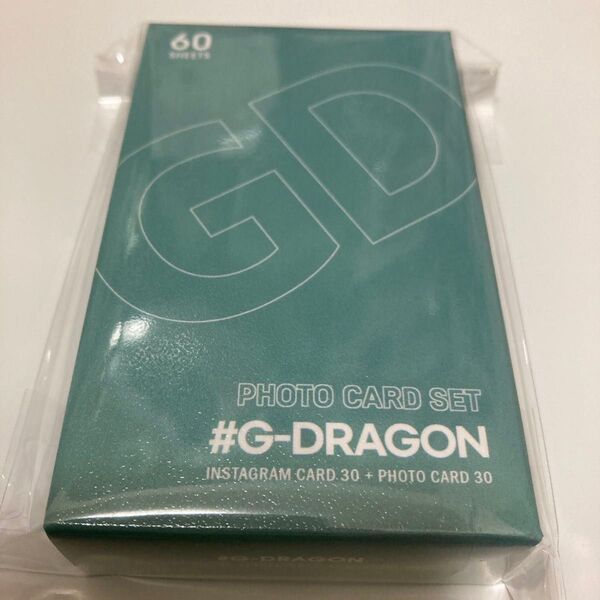 60
SHEETS
GD
PHOTO CARD SET
#G-DRAGON
INSTAGRAM CARD 30 + PHOTO CARD 30
#G-DRAGON